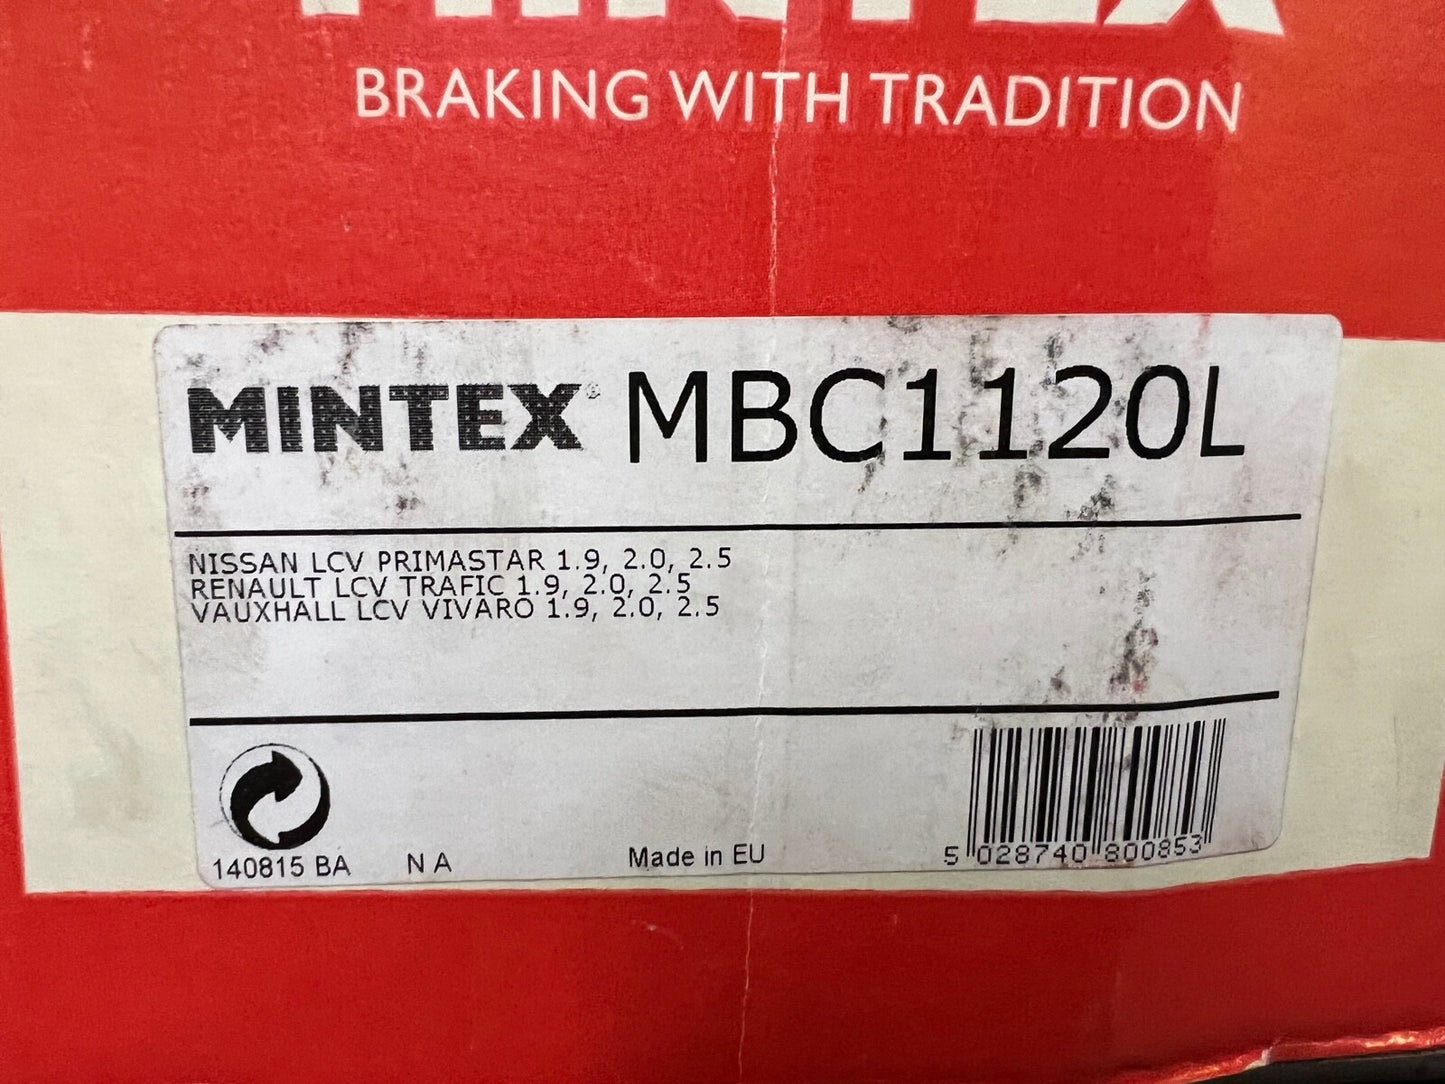 MINTEX
BRAKING WITH TRADITION
MINTEX® MBC1120L
NISSAN LCV PRIMASTAR 1.9, 2.0, 2.5
RENAULT LCV TRAFIC 1.9, 2.0, 2.5
VAUXHALL LCV VIVARO 1.9, 2.0, 2.5
140815 BA N A Made in EU 5 028740 800853